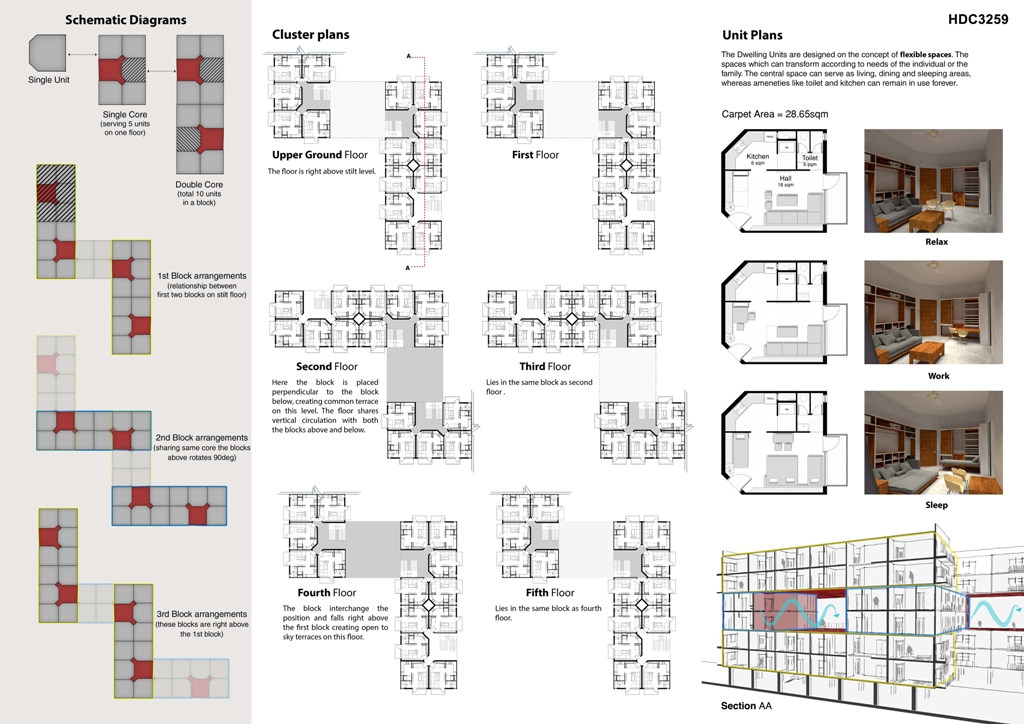 Schematic Diagrams
Single Unit
Single Core
(serving 5 units
on one floor)
Double Core
(total 10 units
in a block)
1st Block arrangements
(relationship between
first two blocks on stilt floor)
2nd Block arrangements
(sharing same core the blocks
above rotates 90deg)
3rd Block arrangements
(these blocks are right above
the 1st block)
Cluster plans
A
A
Upper Ground Floor
The floor is right above stilt level.
First Floor
Second Floor
Here the block is placed
perpendicular to the block
below, creating common terrace
on this level. The floor shares
vertical circulation with both
the blocks above and below.
Third Floor
Lies in the same block as second
floor .
Fourth Floor
The block interchange the
position and falls right above
the first block creating open to
sky terraces on this floor.
Fifth Floor
Lies in the same block as fourth
floor.
HDC3259
Unit Plans
The Dwelling Units are designed on the concept of flexible spaces. The
spaces which can transform according to needs of the individual or the
family. The central space can serve as living, dining and sleeping areas,
whereas ameneties like toilet and kitchen can remain in use forever.
Carpet Area = 28.65sqm
Kitchen
6 sqm
Toilet
Hall
18 sqm
Relax
Work
Sleep
Section AA